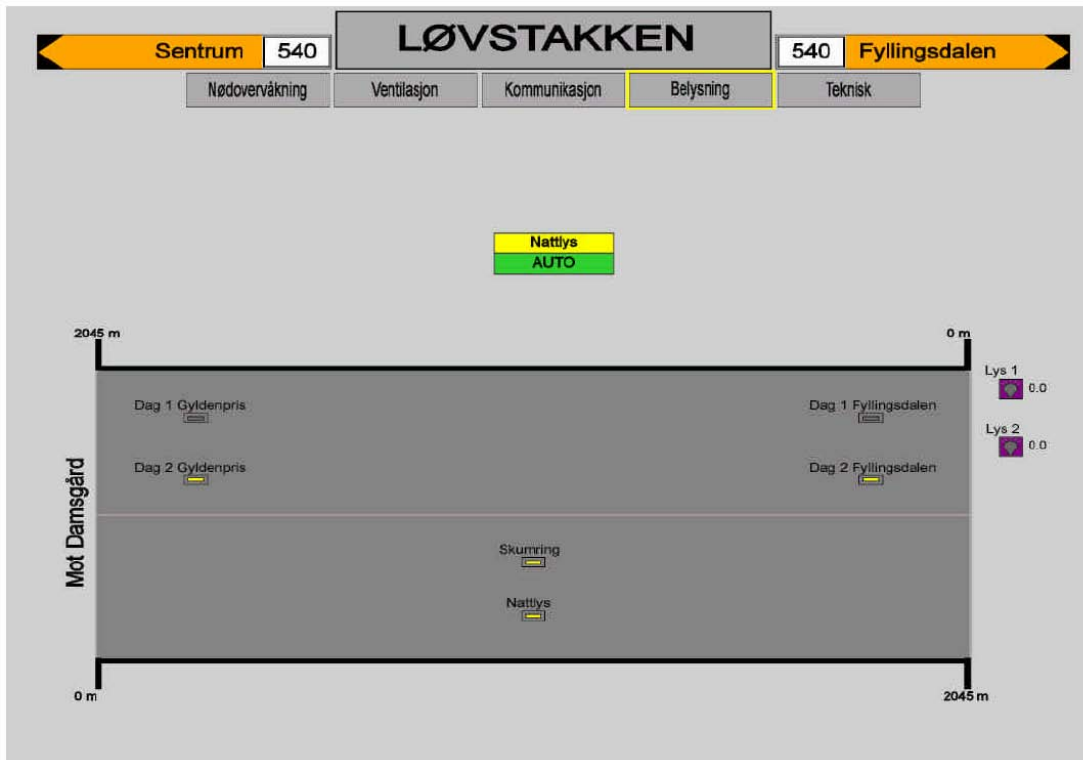 LØVSTAKKEN
Sentrum 540
540 Fyllingsdalen
Nødovervåkning
Ventilasjon
Kommunikasjon
Belysning
Teknisk
Nattlys
AUTO
2045 m
0 m
Lys 1
0.0
Dag 1 Gyldenpris
Dag 1 Fyllingsdalen
Lys 2
0.0
Dag 2 Gyldenpris
Dag 2 Fyllingsdalen
Mot Damsgård
Skumring
Nattlys
0 m
2045 m